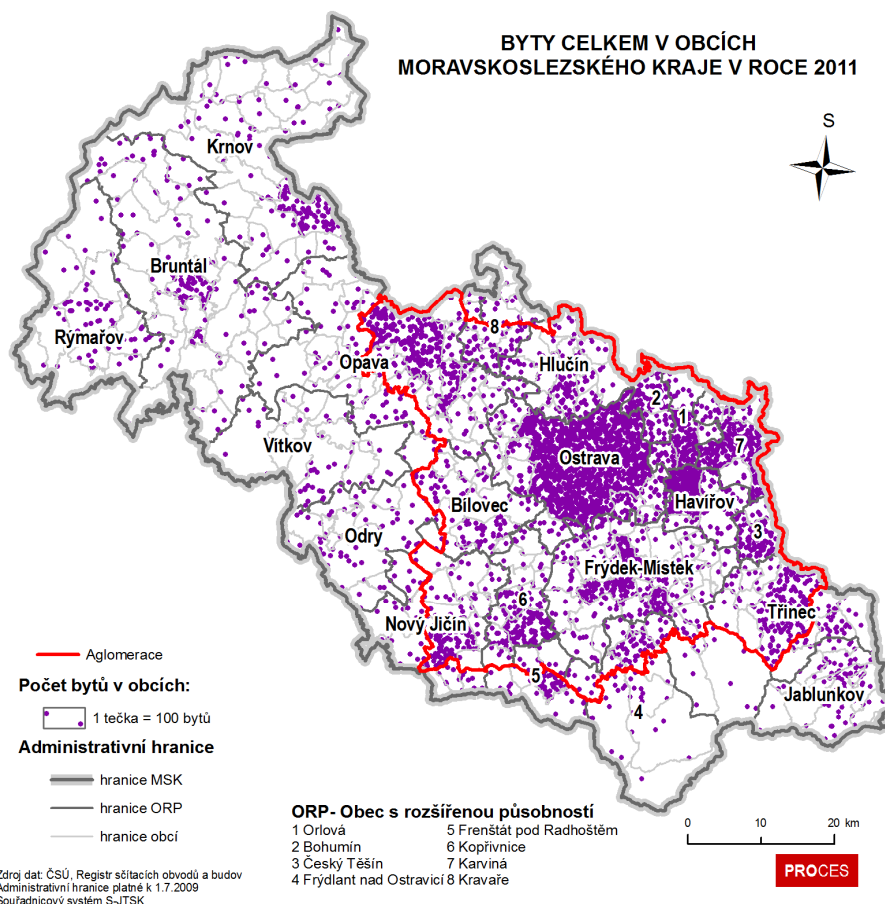 BYTY CELKEM V OBCÍCH
MORAVSKOSLEZSKÉHO KRAJE V ROCE 2011
S
Krnov
Bruntál
Rýmařov
8
Opava
Hlučín
2
1
7
Vítkov
Ostrava
Bílovec
Havířov
3
Odry
Frýdek-Místek
6
Třinec
Nový Jičín
5
4
Jablunkov
Aglomerace
Počet bytů v obcích:
1 tečka = 100 bytů
Administrativní hranice
hranice MSK
hranice ORP
hranice obcí
ORP- Obec s rozšířenou působností
1 Orlová
2 Bohumín
3 Český Těšín
4 Frýdlant nad Ostravicí
5 Frenštát pod Radhoštěm
6 Kopřivnice
7 Karviná
8 Kravaře
0 10 20 km
PROCES
Zdroj dat: ČSÚ, Registr sčítacích obvodů a budov
Administrativní hranice platné k 1.7.2009
Souřadnicový systém S-JTSK